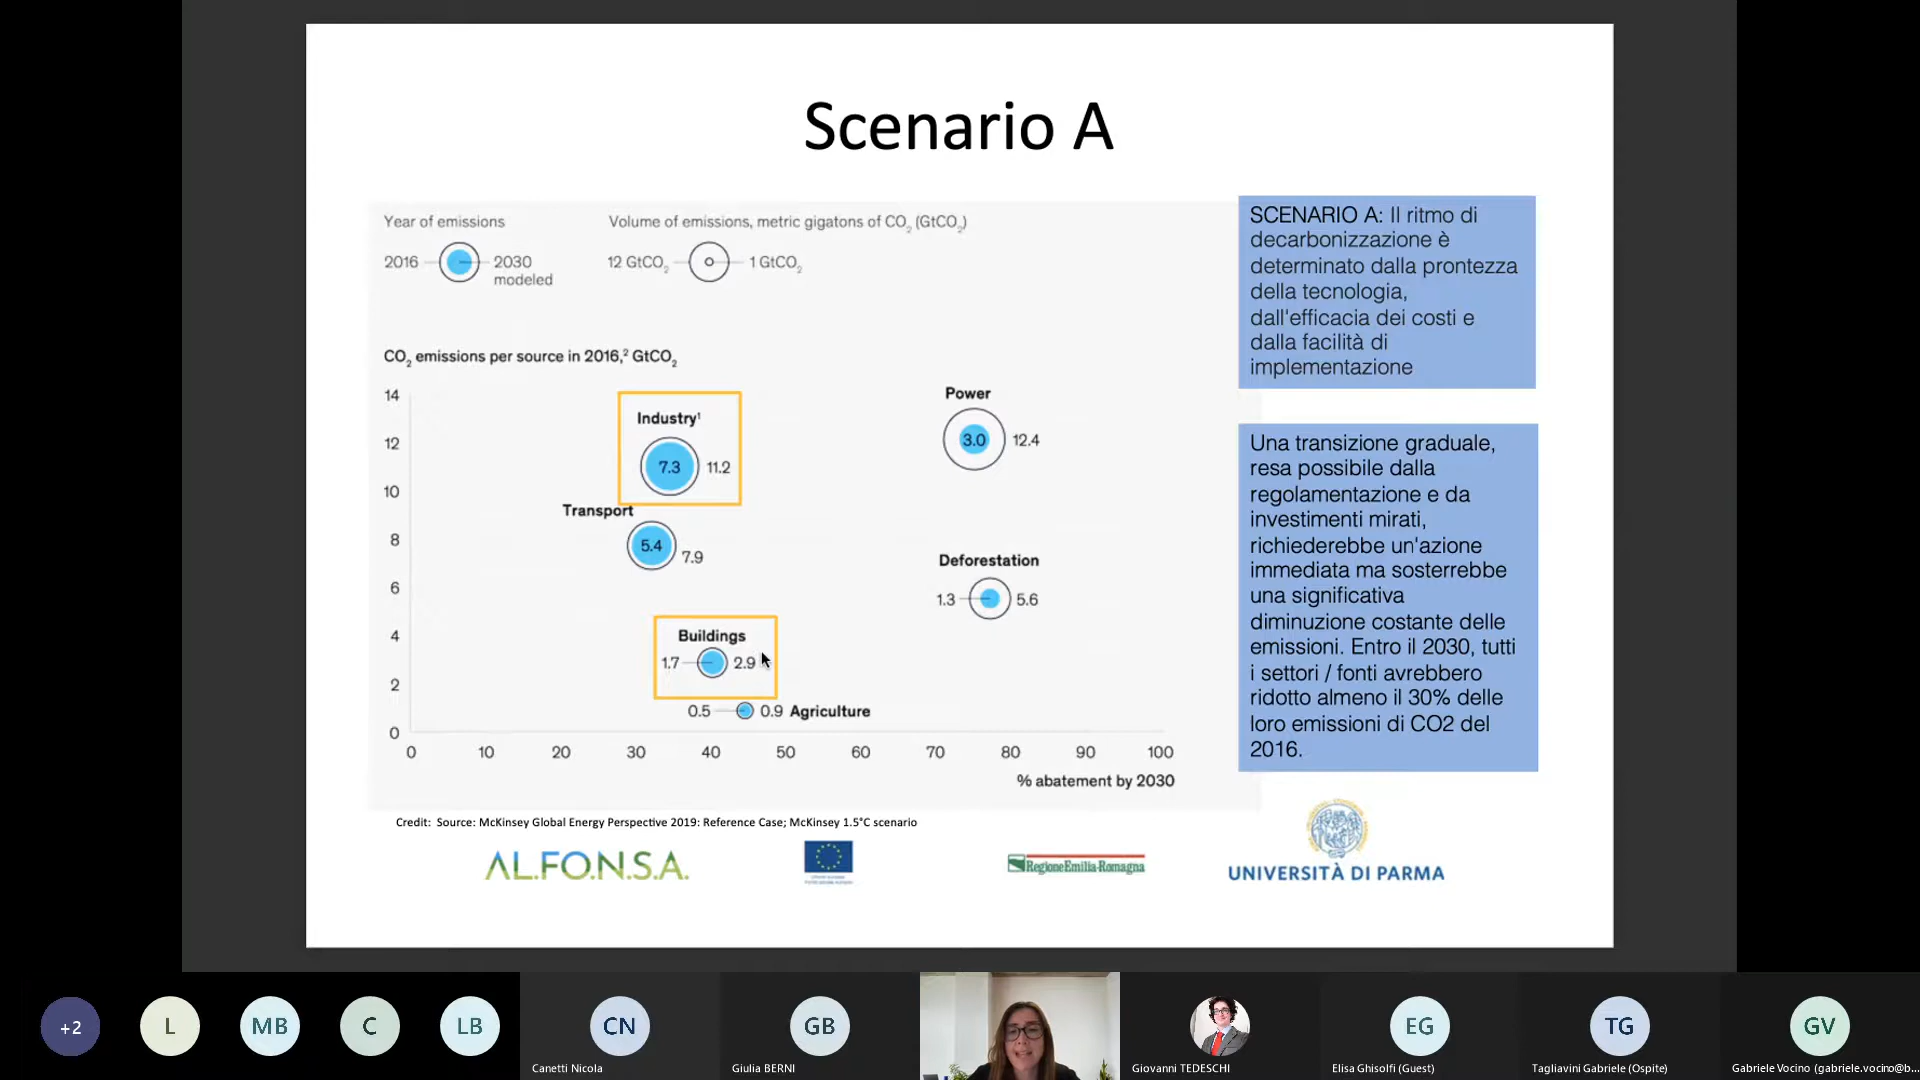 Scenario A
Year of emissions
2016
2030
modeled
Volume of emissions, metric gigatons of CO2 (GtCO2)
12 GtCO2
1 GtCO2
CO2 emissions per source in 2016,² GtCO2
14
12
10
8
6
4
2
0
0 10 20 30 40 50 60 70 80 90 100
% abatement by 2030
Industry¹
7.3 11.2
Transport
5.4 7.9
Power
3.0 12.4
Deforestation
1.3 5.6
Buildings
1.7 2.9
0.5 0.9 Agriculture
SCENARIO A: Il ritmo di
decarbonizzazione è
determinato dalla prontezza
della tecnologia,
dall'efficacia dei costi e
dalla facilità di
implementazione
Una transizione graduale,
resa possibile dalla
regolamentazione e da
investimenti mirati,
richiederebbe un'azione
immediata ma sosterrebbe
una significativa
diminuzione costante delle
emissioni. Entro il 2030, tutti
i settori / fonti avrebbero
ridotto almeno il 30% delle
loro emissioni di CO2 del
2016.
Credit: Source: McKinsey Global Energy Perspective 2019: Reference Case; McKinsey 1.5°C scenario
AL.FO.N.S.A.
RegioneEmilia-Romagna
UNIVERSITÀ DI PARMA
+2
L
MB
C
LB
CN
Canetti Nicola
GB
Giulia BERNI
Giovanni TEDESCHI
EG
Elisa Ghisolfi (Guest)
TG
Tagliavini Gabriele (Ospite)
GV
Gabriele Vocino (gabriele.vocino@b...